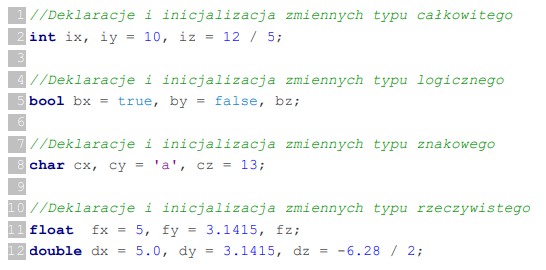 1 //Deklaracje i inicjalizacja zmiennych typu całkowitego
2 int ix, iy = 10, iz = 12 / 5;
3
4 //Deklaracje i inicjalizacja zmiennych typu logicznego
5 bool bx = true, by = false, bz;
6
7 //Deklaracje i inicjalizacja zmiennych typu znakowego
8 char cx, cy = 'a', cz = 13;
9
10 //Deklaracje i inicjalizacja zmiennych typu rzeczywistego
11 float  fx = 5, fy = 3.1415, fz;
12 double dx = 5.0, dy = 3.1415, dz = -6.28 / 2;